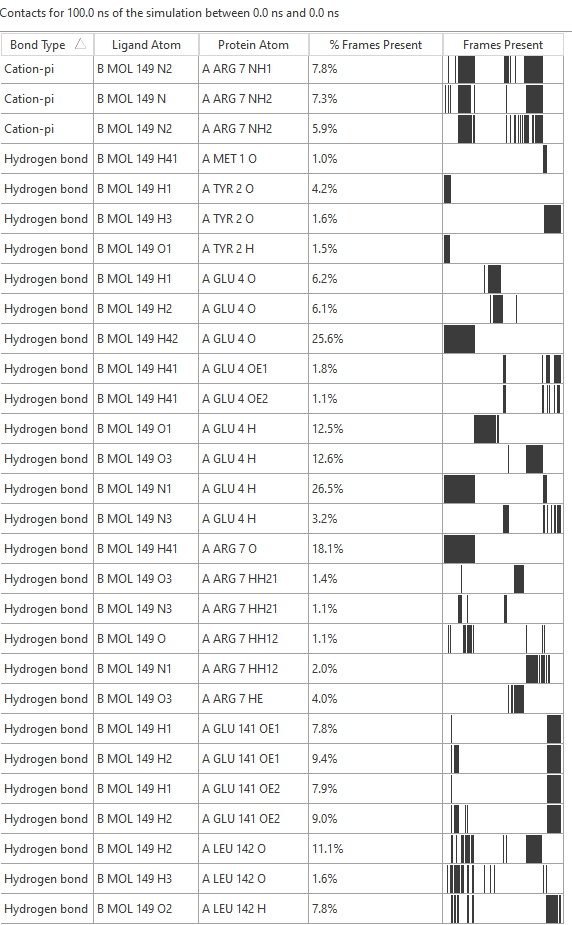 Contacts for 100.0 ns of the simulation between 0.0 ns and 0.0 ns
Bond Type Ligand Atom Protein Atom % Frames Present Frames Present
Cation-pi B MOL 149 N2 A ARG 7 NH1 7.8%
Cation-pi B MOL 149 N A ARG 7 NH2 7.3%
Cation-pi B MOL 149 N2 A ARG 7 NH2 5.9%
Hydrogen bond B MOL 149 H41 A MET 1 O 1.0%
Hydrogen bond B MOL 149 H1 A TYR 2 O 4.2%
Hydrogen bond B MOL 149 H3 A TYR 2 O 1.6%
Hydrogen bond B MOL 149 O1 A TYR 2 H 1.5%
Hydrogen bond B MOL 149 H1 A GLU 4 O 6.2%
Hydrogen bond B MOL 149 H2 A GLU 4 O 6.1%
Hydrogen bond B MOL 149 H42 A GLU 4 O 25.6%
Hydrogen bond B MOL 149 H41 A GLU 4 OE1 1.8%
Hydrogen bond B MOL 149 H41 A GLU 4 OE2 1.1%
Hydrogen bond B MOL 149 O1 A GLU 4 H 12.5%
Hydrogen bond B MOL 149 O3 A GLU 4 H 12.6%
Hydrogen bond B MOL 149 N1 A GLU 4 H 26.5%
Hydrogen bond B MOL 149 N3 A GLU 4 H 3.2%
Hydrogen bond B MOL 149 H41 A ARG 7 O 18.1%
Hydrogen bond B MOL 149 O3 A ARG 7 HH21 1.4%
Hydrogen bond B MOL 149 N3 A ARG 7 HH21 1.1%
Hydrogen bond B MOL 149 O A ARG 7 HH12 1.1%
Hydrogen bond B MOL 149 N1 A ARG 7 HH12 2.0%
Hydrogen bond B MOL 149 O3 A ARG 7 HE 4.0%
Hydrogen bond B MOL 149 H1 A GLU 141 OE1 7.8%
Hydrogen bond B MOL 149 H2 A GLU 141 OE1 9.4%
Hydrogen bond B MOL 149 H1 A GLU 141 OE2 7.9%
Hydrogen bond B MOL 149 H2 A GLU 141 OE2 9.0%
Hydrogen bond B MOL 149 H2 A LEU 142 O 11.1%
Hydrogen bond B MOL 149 H3 A LEU 142 O 1.6%
Hydrogen bond B MOL 149 O2 A LEU 142 H 7.8%